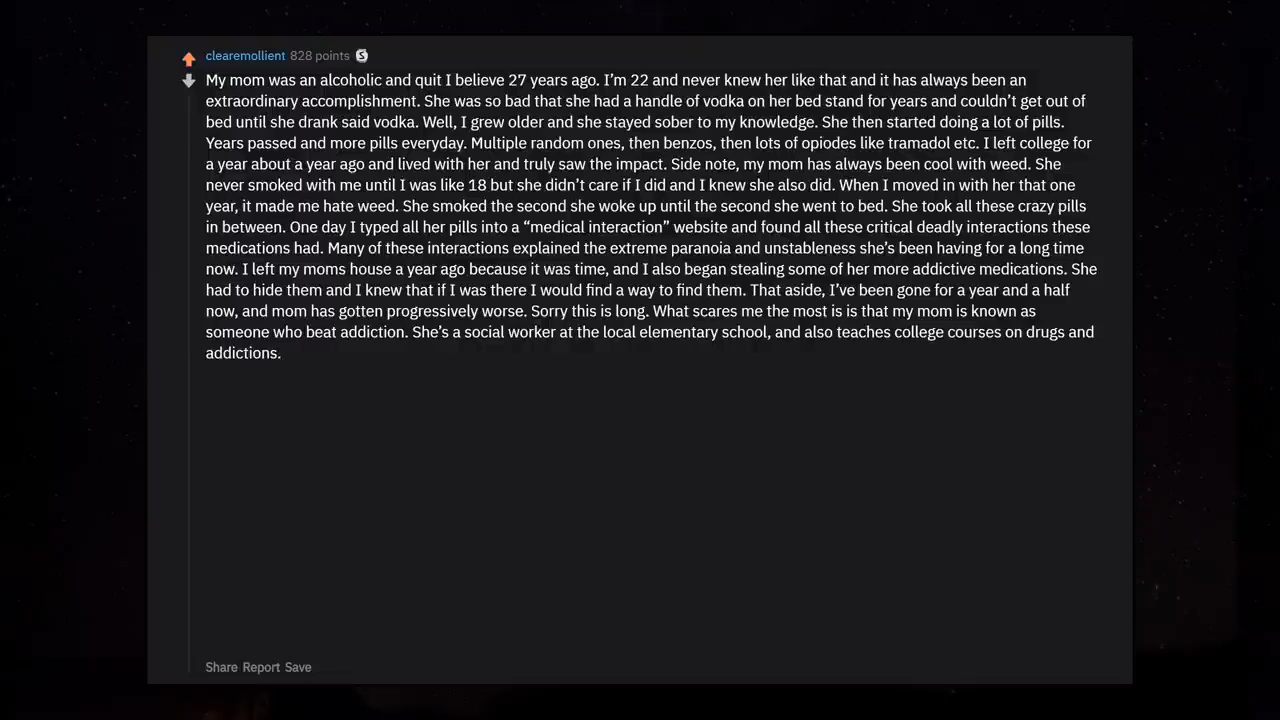 clearemollient 828 points S
My mom was an alcoholic and quit I believe 27 years ago. I’m 22 and never knew her like that and it has always been an
extraordinary accomplishment. She was so bad that she had a handle of vodka on her bed stand for years and couldn’t get out of
bed until she drank said vodka. Well, I grew older and she stayed sober to my knowledge. She then started doing a lot of pills.
Years passed and more pills everyday. Multiple random ones, then benzos, then lots of opiodes like tramadol etc. I left college for
a year about a year ago and lived with her and truly saw the impact. Side note, my mom has always been cool with weed. She
never smoked with me until I was like 18 but she didn’t care if I did and I knew she also did. When I moved in with her that one
year, it made me hate weed. She smoked the second she woke up until the second she went to bed. She took all these crazy pills
in between. One day I typed all her pills into a “medical interaction” website and found all these critical deadly interactions these
medications had. Many of these interactions explained the extreme paranoia and unstableness she’s been having for a long time
now. I left my moms house a year ago because it was time, and I also began stealing some of her more addictive medications. She
had to hide them and I knew that if I was there I would find a way to find them. That aside, I’ve been gone for a year and a half
now, and mom has gotten progressively worse. Sorry this is long. What scares me the most is is that my mom is known as
someone who beat addiction. She’s a social worker at the local elementary school, and also teaches college courses on drugs and
addictions.
Share Report Save